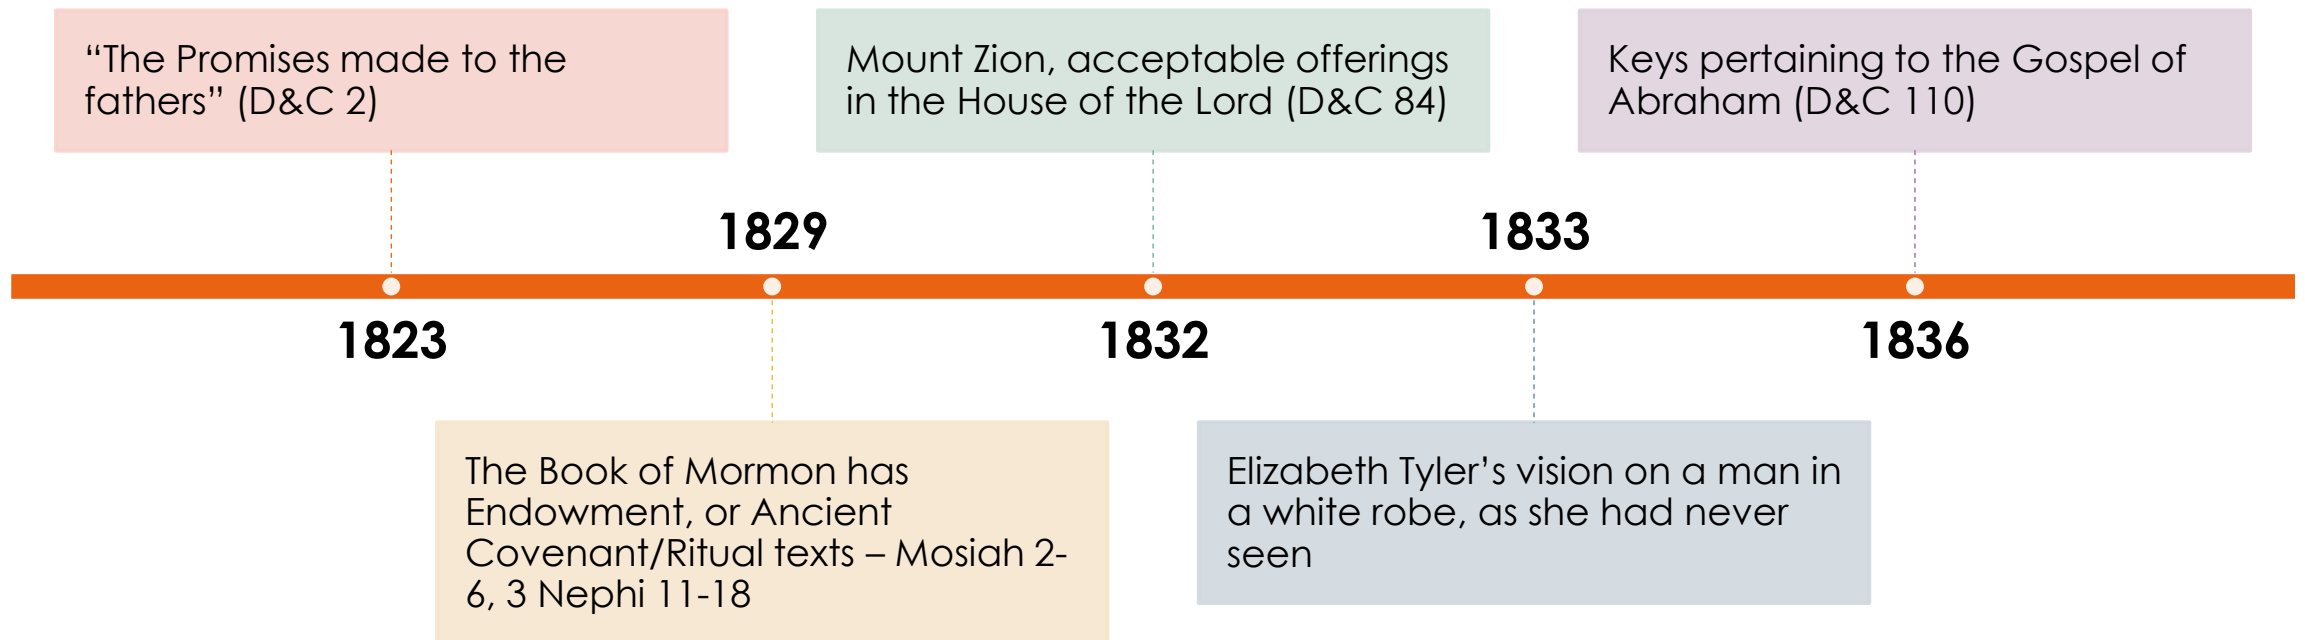 “The Promises made to the
fathers” (D&C 2)
Mount Zion, acceptable offerings
in the House of the Lord (D&C 84)
Keys pertaining to the Gospel of
Abraham (D&C 110)
1829
1833
1823
1832
1836
The Book of Mormon has
Endowment, or Ancient
Covenant/Ritual texts – Mosiah 2-
6, 3 Nephi 11-18
Elizabeth Tyler’s vision on a man in
a white robe, as she had never
seen